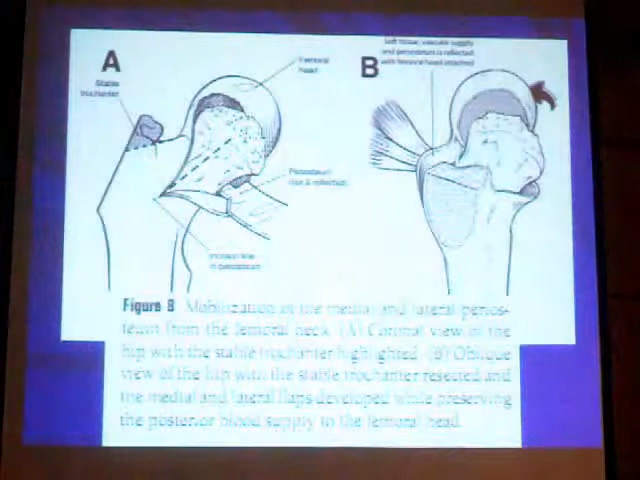 A
Stable
trochanter
Femoral
head
Periosteum
Incision line
in periosteum
B
Soft tissue, vascular supply
and periosteum is reflected
with femoral head attached
Figure 8 Mobilization of the medial and lateral perios-
teum from the femoral neck. (A) Coronal view of the
hip with the stable trochanter highlighted. (B) Oblique
view of the hip with the stable trochanter resected and
the medial and lateral flaps developed while preserving
the posterior blood supply to the femoral head.